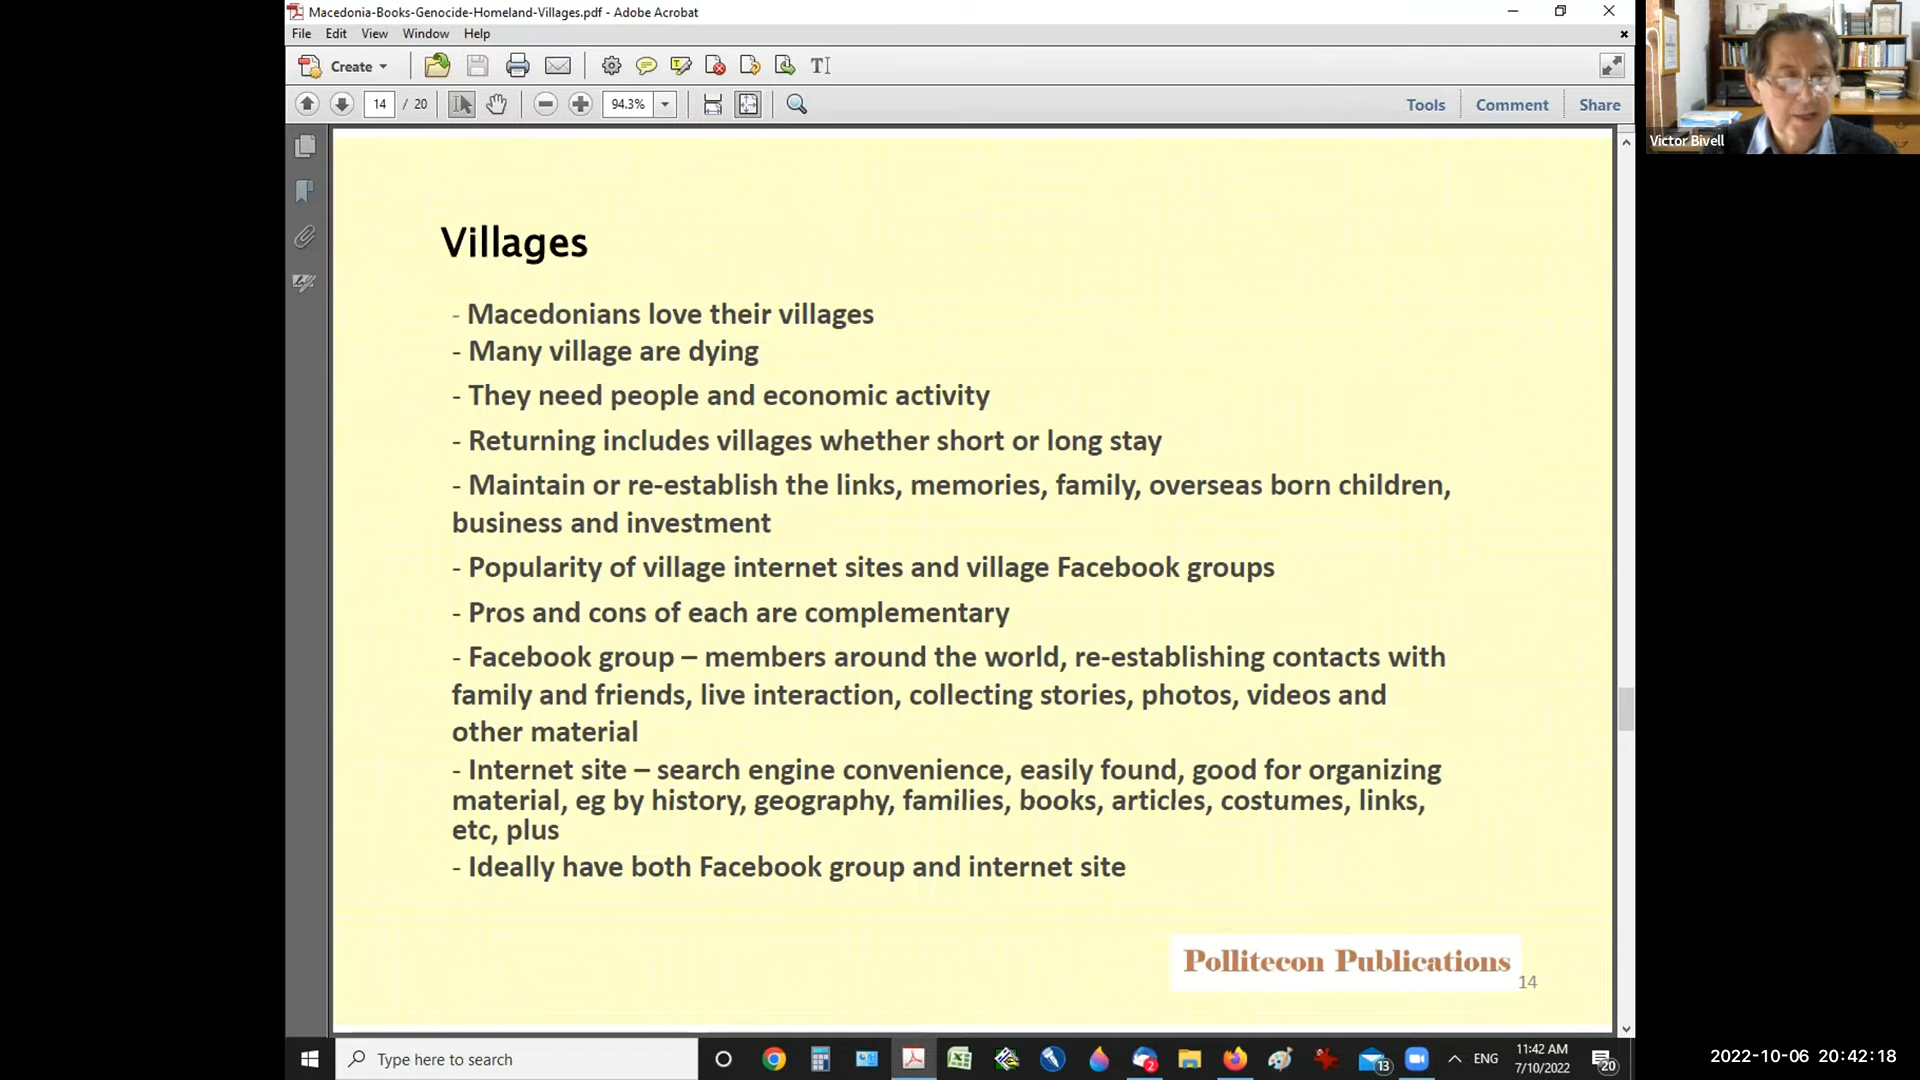 Macedonia-Books-Genocide-Homeland-Villages.pdf - Adobe Acrobat
File Edit View Window Help
Create
14 / 20 94.3% Tools Comment Share
Victor Bivell
Villages
- Macedonians love their villages
- Many village are dying
- They need people and economic activity
- Returning includes villages whether short or long stay
- Maintain or re-establish the links, memories, family, overseas born children,
business and investment
- Popularity of village internet sites and village Facebook groups
- Pros and cons of each are complementary
- Facebook group – members around the world, re-establishing contacts with
family and friends, live interaction, collecting stories, photos, videos and
other material
- Internet site – search engine convenience, easily found, good for organizing
material, eg by history, geography, families, books, articles, costumes, links,
etc, plus
- Ideally have both Facebook group and internet site
Pollitecon Publications
14
Type here to search
2
13
ENG
11:42 AM
7/10/2022
20
2022-10-06 20:42:18